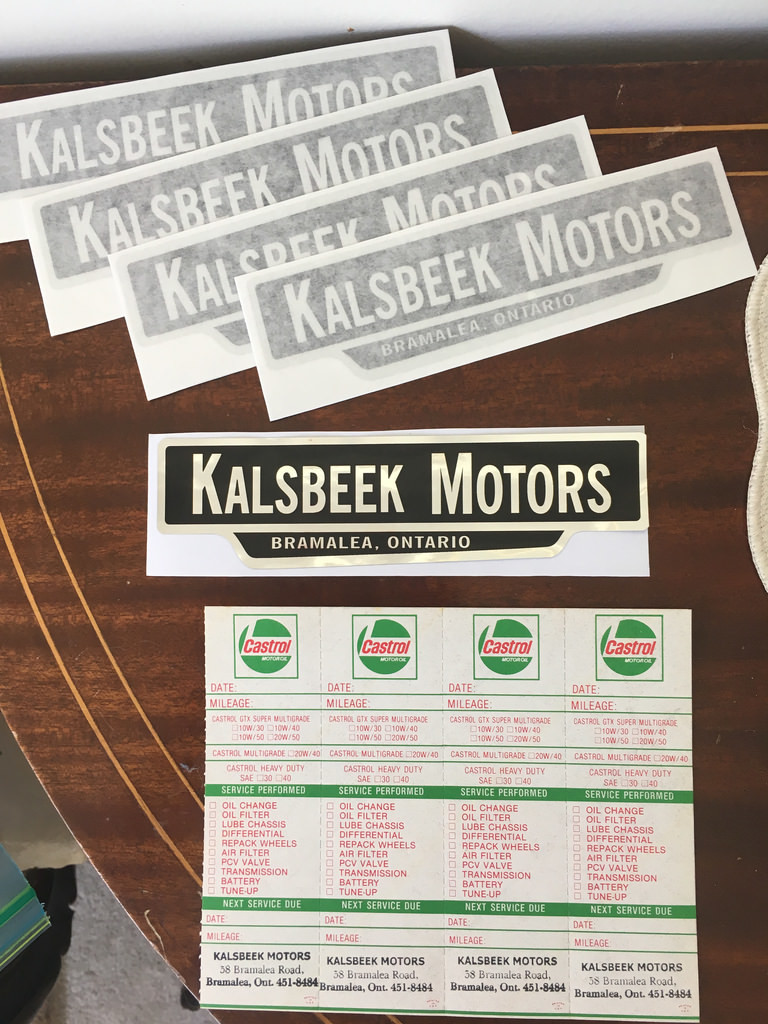 KALSBEEK MOTORS
KALSBEEK MOTORS
KALSBEEK MOTORS
KALSBEEK MOTORS
BRAMALEA, ONTARIO
KALSBEEK MOTORS
BRAMALEA, ONTARIO
Castrol Castrol Castrol Castrol
MOTOR OIL MOTOR OIL MOTOR OIL MOTOR OIL
DATE: DATE: DATE: DATE:
MILEAGE: MILEAGE: MILEAGE: MILEAGE:
CASTROL GTX SUPER MULTIGRADE CASTROL GTX SUPER MULTIGRADE CASTROL GTX SUPER MULTIGRADE CASTROL GTX SUPER MULTIGRADE
☐10W/30 ☐10W/40 ☐10W/30 ☐10W/40 ☐10W/30 ☐10W/40 ☐10W/30 ☐10W/40
☐10W/50 ☐20W/50 ☐10W/50 ☐20W/50 ☐10W/50 ☐20W/50 ☐10W/50 ☐20W/50
CASTROL MULTIGRADE ☐20W/40 CASTROL MULTIGRADE ☐20W/40 CASTROL MULTIGRADE ☐20W/40 CASTROL MULTIGRADE ☐20W/40
CASTROL HEAVY DUTY CASTROL HEAVY DUTY CASTROL HEAVY DUTY CASTROL HEAVY DUTY
SAE ☐30 ☐40 SAE ☐30 ☐40 SAE ☐30 ☐40 SAE ☐30 ☐40
SERVICE PERFORMED SERVICE PERFORMED SERVICE PERFORMED SERVICE PERFORMED
☐ OIL CHANGE ☐ OIL CHANGE ☐ OIL CHANGE ☐ OIL CHANGE
☐ OIL FILTER ☐ OIL FILTER ☐ OIL FILTER ☐ OIL FILTER
☐ LUBE CHASSIS ☐ LUBE CHASSIS ☐ LUBE CHASSIS ☐ LUBE CHASSIS
☐ DIFFERENTIAL ☐ DIFFERENTIAL ☐ DIFFERENTIAL ☐ DIFFERENTIAL
☐ REPACK WHEELS ☐ REPACK WHEELS ☐ REPACK WHEELS ☐ REPACK WHEELS
☐ AIR FILTER ☐ AIR FILTER ☐ AIR FILTER ☐ AIR FILTER
☐ PCV VALVE ☐ PCV VALVE ☐ PCV VALVE ☐ PCV VALVE
☐ TRANSMISSION ☐ TRANSMISSION ☐ TRANSMISSION ☐ TRANSMISSION
☐ BATTERY ☐ BATTERY ☐ BATTERY ☐ BATTERY
☐ TUNE-UP ☐ TUNE-UP ☐ TUNE-UP ☐ TUNE-UP
NEXT SERVICE DUE NEXT SERVICE DUE NEXT SERVICE DUE NEXT SERVICE DUE
DATE: DATE: DATE: DATE:
MILEAGE: MILEAGE: MILEAGE: MILEAGE:
KALSBEEK MOTORS KALSBEEK MOTORS KALSBEEK MOTORS KALSBEEK MOTORS
38 Bramalea Road, 38 Bramalea Road, 38 Bramalea Road, 38 Bramalea Road,
Bramalea, Ont. 451-8484 Bramalea, Ont. 451-8484 Bramalea, Ont. 451-8484 Bramalea, Ont. 451-8484